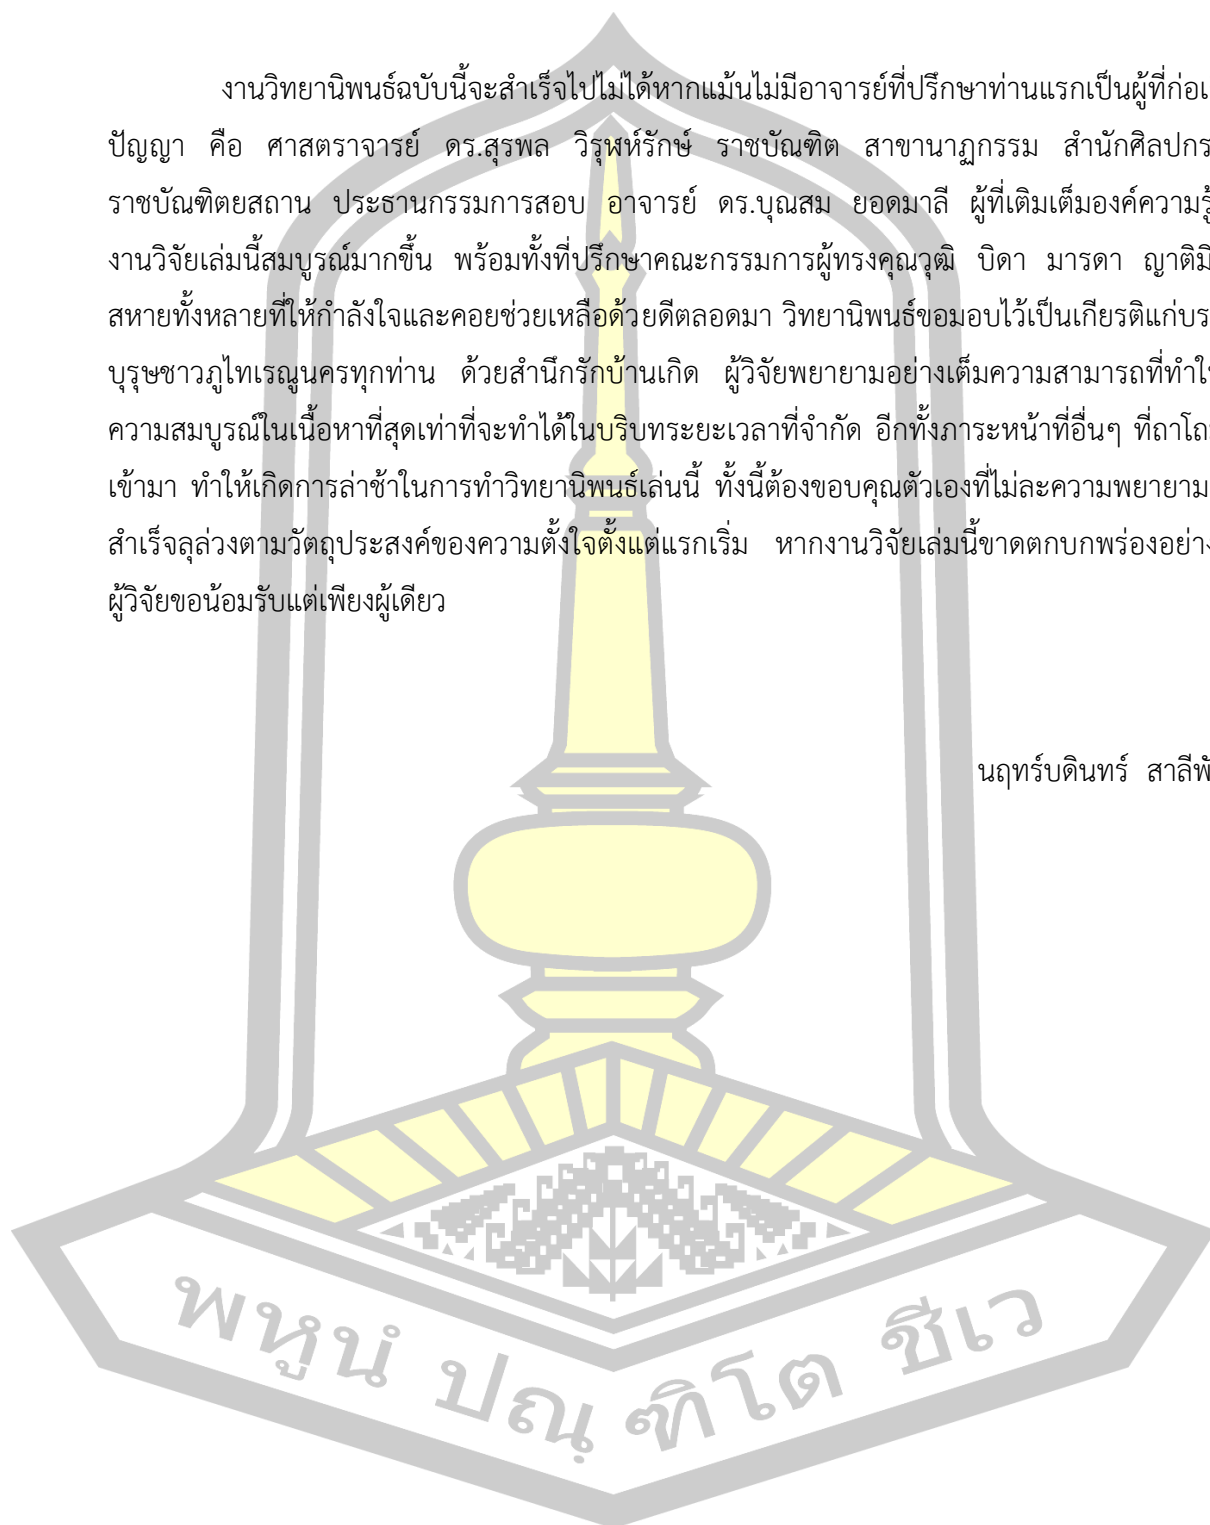 งานวิทยานิพนธ์ฉบับนี้จะสำเร็จไปไม่ได้หากแม้นไม่มีอาจารย์ที่ปรึกษาท่านแรกเป็นผู้ที่ก่อ
ปัญญา คือ ศาสตราจารย์ ดร.สุรพล วิรุฬห์รักษ์ ราชบัณฑิต สาขานาฏกรรม สำนักศิลปกร
ราชบัณฑิตยสถาน ประธานกรรมการสอบ อาจารย์ ดร.บุณสม ยอดมาลี ผู้ที่เติมเต็มองค์ความรู้
งานวิจัยเล่มนี้สมบูรณ์มากขึ้น พร้อมทั้งที่ปรึกษาคณะกรรมการผู้ทรงคุณวุฒิ บิดา มารดา ญาติมิ
สหายทั้งหลายที่ให้กำลังใจและคอยช่วยเหลือด้วยดีตลอดมา วิทยานิพนธ์ขอมอบไว้เป็นเกียรติแก่บร
บุรุษชาวภูไทเรณูนครทุกท่าน ด้วยสำนึกรักบ้านเกิด ผู้วิจัยพยายามอย่างเต็มความสามารถที่ทำให
ความสมบูรณ์ในเนื้อหาที่สุดเท่าที่จะทำได้ในบริบทระยะเวลาที่จำกัด อีกทั้งภาระหน้าที่อื่นๆ ที่ถาโถม
เข้ามา ทำให้เกิดการล่าช้าในการทำวิทยานิพนธ์เล่นนี้ ทั้งนี้ต้องขอบคุณตัวเองที่ไม่ละความพยายาม
สำเร็จลุล่วงตามวัตถุประสงค์ของความตั้งใจตั้งแต่แรกเริ่ม หากงานวิจัยเล่มนี้ขาดตกบกพร่องอย่าง
ผู้วิจัยขอน้อมรับแต่เพียงผู้เดียว
นฤทร์บดินทร์ สาลีพั
พหูนํ ปณฺฑิโต ชีเว